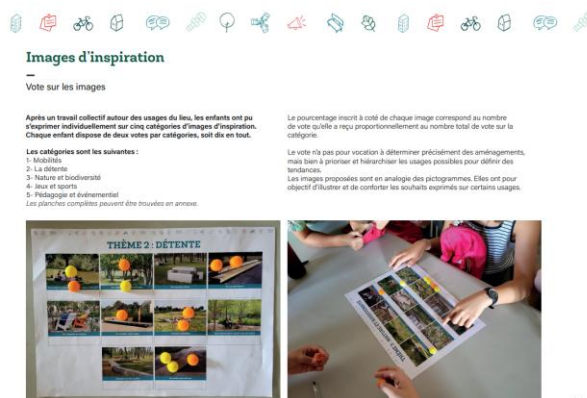 Images d'inspiration
Vote sur les images
Après un travail collectif autour des usages du lieu, les enfants ont pu
s'exprimer individuellement sur cinq catégories d'images d'inspiration.
Chaque enfant dispose de deux votes par catégories, soit dix en tout.
Les catégories sont les suivantes :
1- Mobilités
2- La détente
3- Nature et biodiversité
4- Jeux et sports
5- Pédagogie et événementiel
Les planches complètes peuvent être trouvées en annexe.
Le pourcentage inscrit à coté de chaque image correspond au nombre
de vote qu'elle a reçu proportionnellement au nombre total de vote sur la
catégorie.
Le vote n'a pas pour vocation à déterminer précisément des aménagements,
mais bien à prioriser et hiérarchiser les usages possibles pour définir des
tendances.
Les images proposées sont en analogie des pictogrammes. Elles ont pour
objectif d'illustrer et de conforter les souhaits exprimés sur certains usages.
THÈME 2 : DÉTENTE